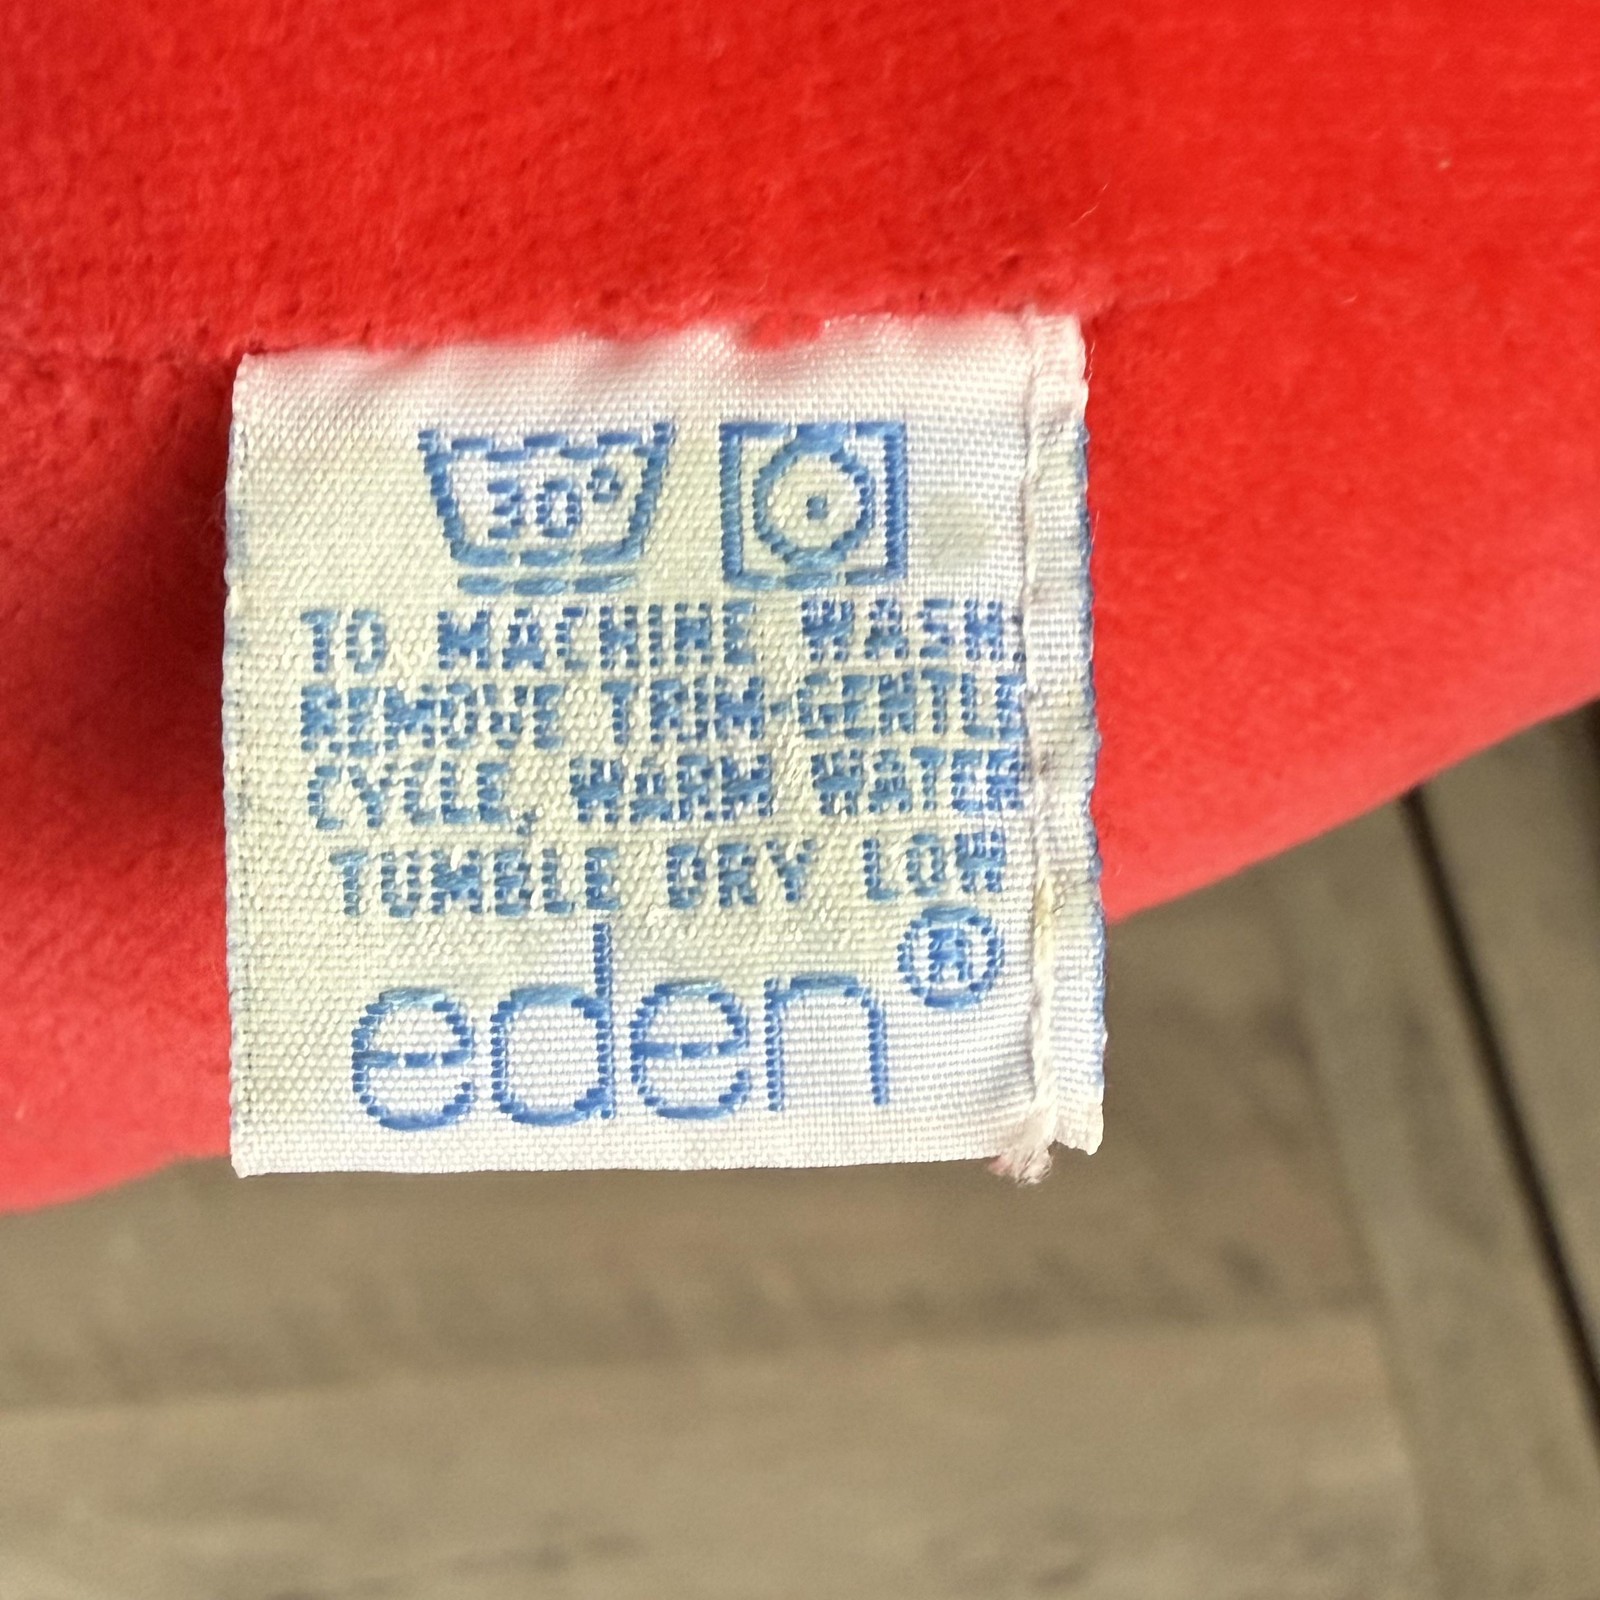 30°
TO MACHINE WASH,
REMOVE TRIM-GENTLE
CYCLE, WARM WATER
TUMBLE DRY LOW
eden®